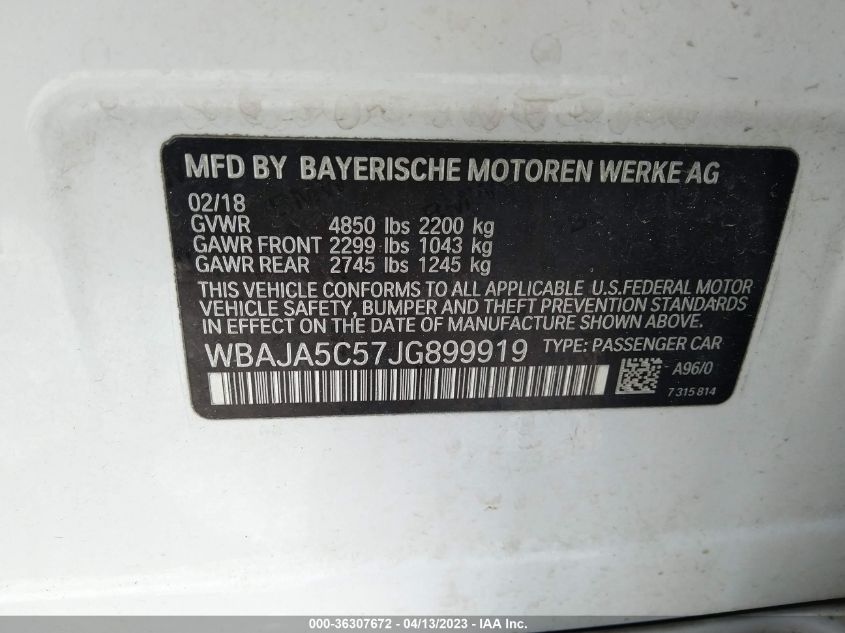 MFD BY BAYERISCHE MOTOREN WERKE AG
02/18
GVWR 4850 lbs 2200 kg
GAWR FRONT 2299 lbs 1043 kg
GAWR REAR 2745 lbs 1245 kg
THIS VEHICLE CONFORMS TO ALL APPLICABLE U.S.FEDERAL MOTOR
VEHICLE SAFETY, BUMPER AND THEFT PREVENTION STANDARDS
IN EFFECT ON THE DATE OF MANUFACTURE SHOWN ABOVE.
WBAJA5C57JG899919 TYPE: PASSENGER CAR
A96/0
7 315 814
000-36307672 - 04/13/2023 - IAA Inc.